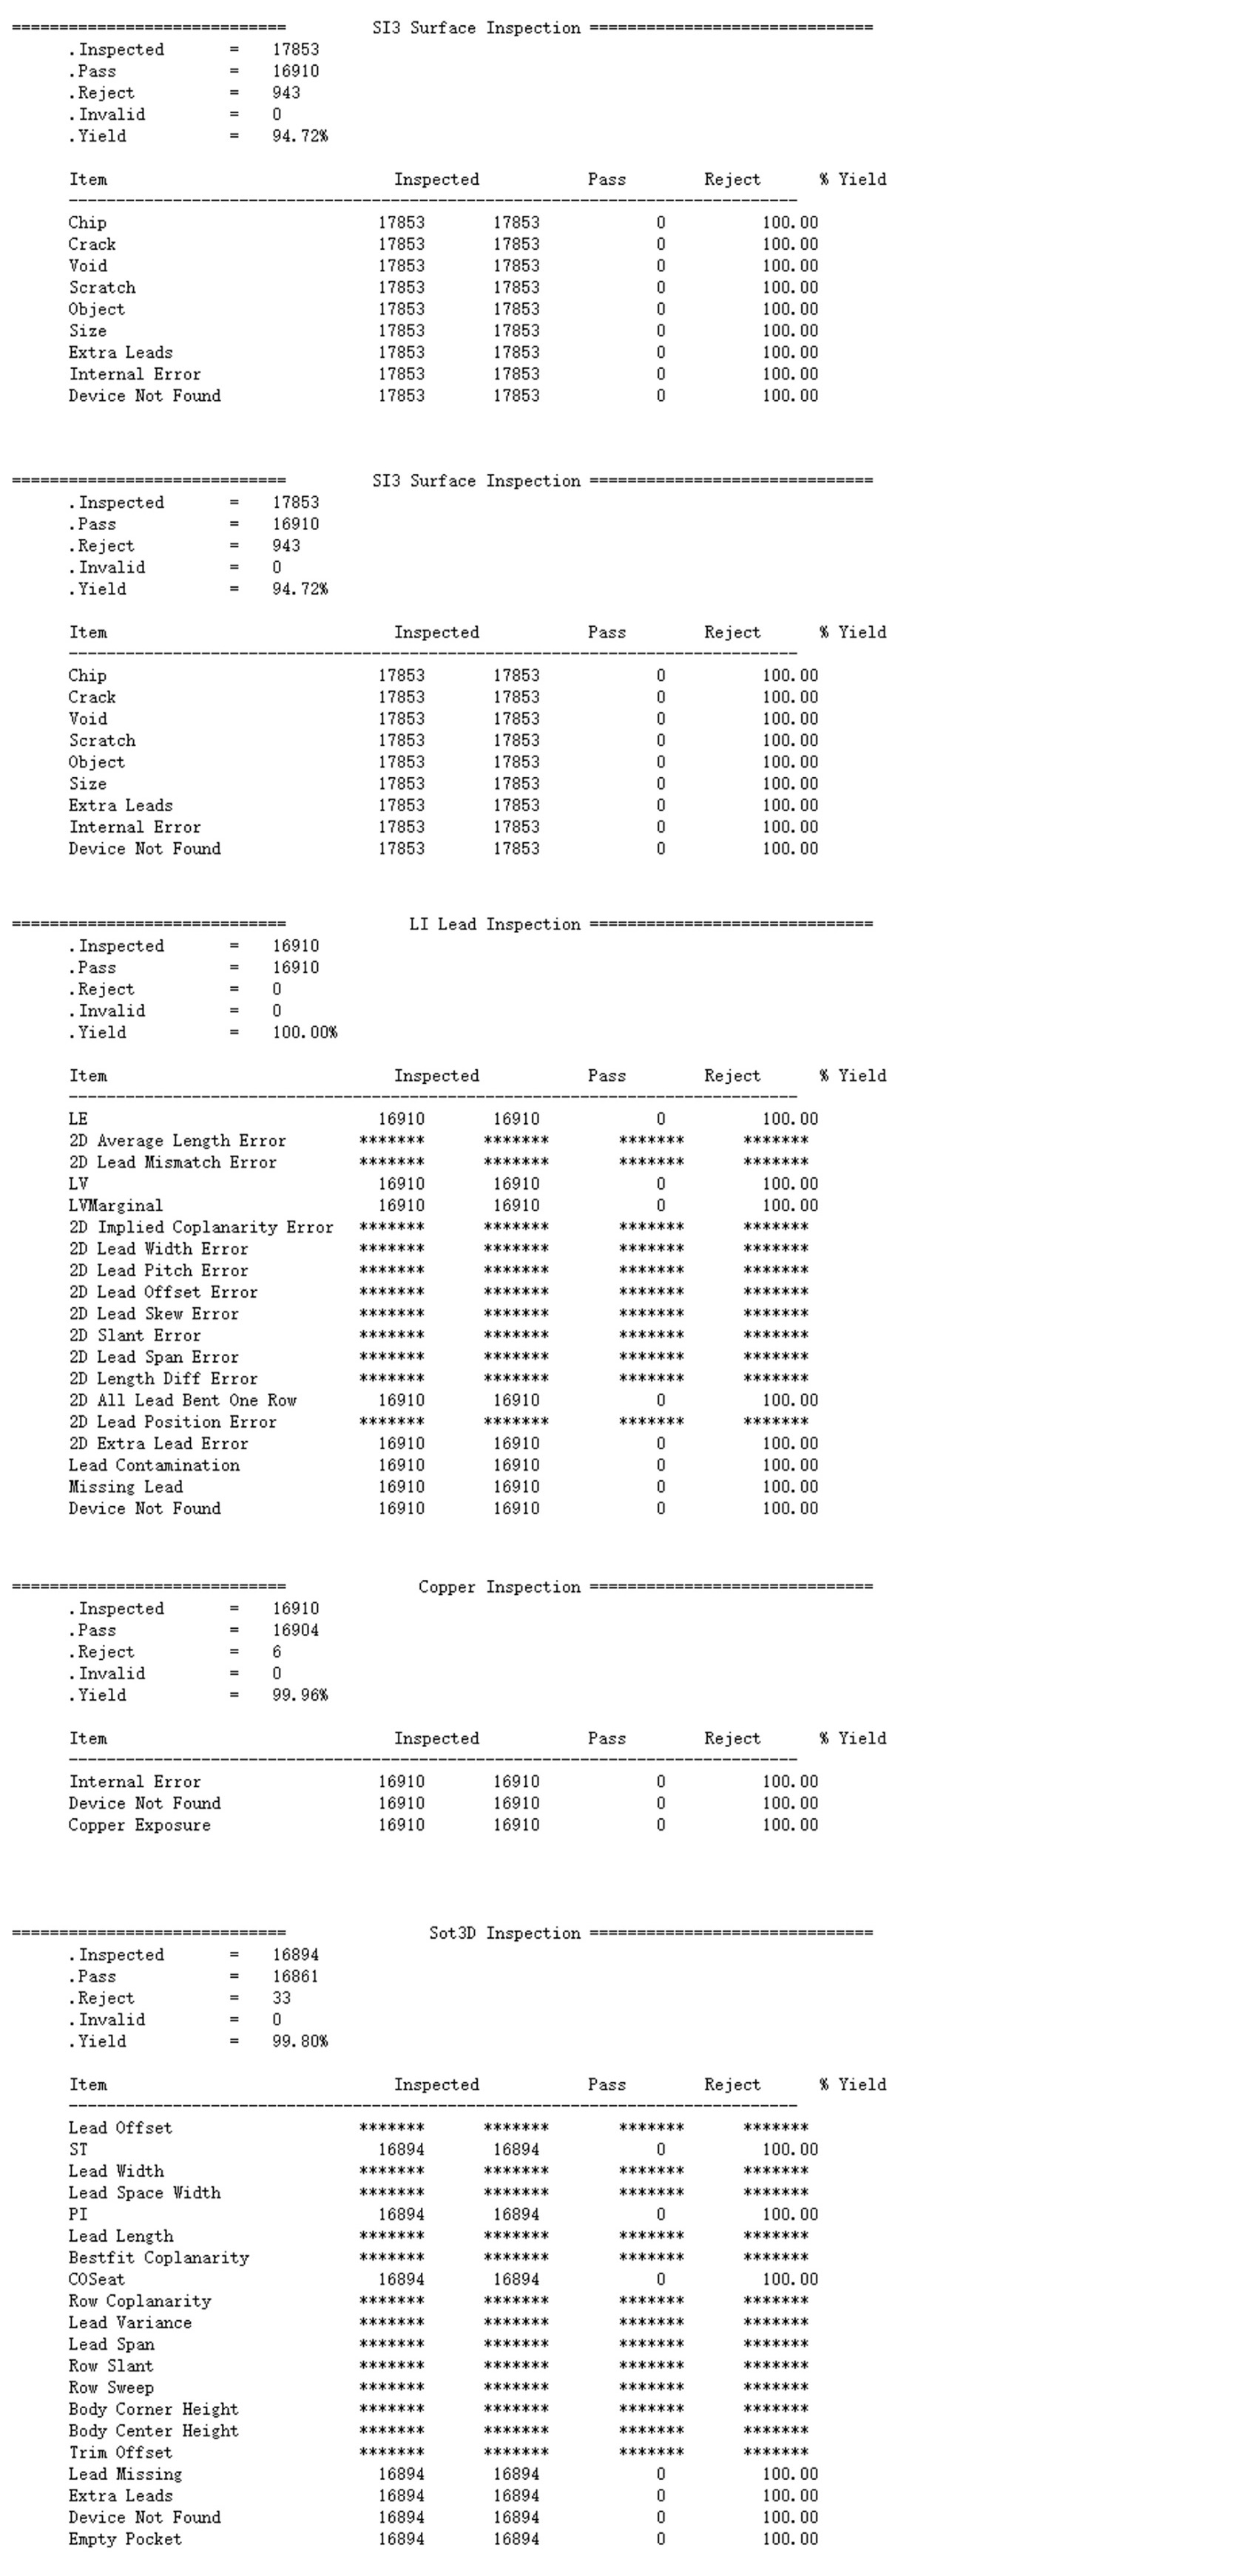 ============================= SI3 Surface Inspection ==============================
.Inspected = 17853
.Pass = 16910
.Reject = 943
.Invalid = 0
.Yield = 94.72%
Item Inspected Pass Reject % Yield
-----------------------------------------------------------------------------
Chip 17853 17853 0 100.00
Crack 17853 17853 0 100.00
Void 17853 17853 0 100.00
Scratch 17853 17853 0 100.00
Object 17853 17853 0 100.00
Size 17853 17853 0 100.00
Extra Leads 17853 17853 0 100.00
Internal Error 17853 17853 0 100.00
Device Not Found 17853 17853 0 100.00
============================= SI3 Surface Inspection ==============================
.Inspected = 17853
.Pass = 16910
.Reject = 943
.Invalid = 0
.Yield = 94.72%
Item Inspected Pass Reject % Yield
-----------------------------------------------------------------------------
Chip 17853 17853 0 100.00
Crack 17853 17853 0 100.00
Void 17853 17853 0 100.00
Scratch 17853 17853 0 100.00
Object 17853 17853 0 100.00
Size 17853 17853 0 100.00
Extra Leads 17853 17853 0 100.00
Internal Error 17853 17853 0 100.00
Device Not Found 17853 17853 0 100.00
============================= LI Lead Inspection ==============================
.Inspected = 16910
.Pass = 16910
.Reject = 0
.Invalid = 0
.Yield = 100.00%
Item Inspected Pass Reject % Yield
-----------------------------------------------------------------------------
LE 16910 16910 0 100.00
2D Average Length Error ******* ******* ******* *******
2D Lead Mismatch Error ******* ******* ******* *******
LV 16910 16910 0 100.00
LVMarginal 16910 16910 0 100.00
2D Implied Coplanarity Error ******* ******* ******* *******
2D Lead Width Error ******* ******* ******* *******
2D Lead Pitch Error ******* ******* ******* *******
2D Lead Offset Error ******* ******* ******* *******
2D Lead Skew Error ******* ******* ******* *******
2D Slant Error ******* ******* ******* *******
2D Lead Span Error ******* ******* ******* *******
2D Length Diff Error ******* ******* ******* *******
2D All Lead Bent One Row 16910 16910 0 100.00
2D Lead Position Error ******* ******* ******* *******
2D Extra Lead Error 16910 16910 0 100.00
Lead Contamination 16910 16910 0 100.00
Missing Lead 16910 16910 0 100.00
Device Not Found 16910 16910 0 100.00
============================= Copper Inspection ==============================
.Inspected = 16910
.Pass = 16904
.Reject = 6
.Invalid = 0
.Yield = 99.96%
Item Inspected Pass Reject % Yield
-----------------------------------------------------------------------------
Internal Error 16910 16910 0 100.00
Device Not Found 16910 16910 0 100.00
Copper Exposure 16910 16910 0 100.00
============================= Sot3D Inspection ==============================
.Inspected = 16894
.Pass = 16861
.Reject = 33
.Invalid = 0
.Yield = 99.80%
Item Inspected Pass Reject % Yield
-----------------------------------------------------------------------------
Lead Offset ******* ******* ******* *******
ST 16894 16894 0 100.00
Lead Width ******* ******* ******* *******
Lead Space Width ******* ******* ******* *******
PI 16894 16894 0 100.00
Lead Length ******* ******* ******* *******
Bestfit Coplanarity ******* ******* ******* *******
COSeat 16894 16894 0 100.00
Row Coplanarity ******* ******* ******* *******
Lead Variance ******* ******* ******* *******
Lead Span ******* ******* ******* *******
Row Slant ******* ******* ******* *******
Row Sweep ******* ******* ******* *******
Body Corner Height ******* ******* ******* *******
Body Center Height ******* ******* ******* *******
Trim Offset ******* ******* ******* *******
Lead Missing 16894 16894 0 100.00
Extra Leads 16894 16894 0 100.00
Device Not Found 16894 16894 0 100.00
Empty Pocket 16894 16894 0 100.00